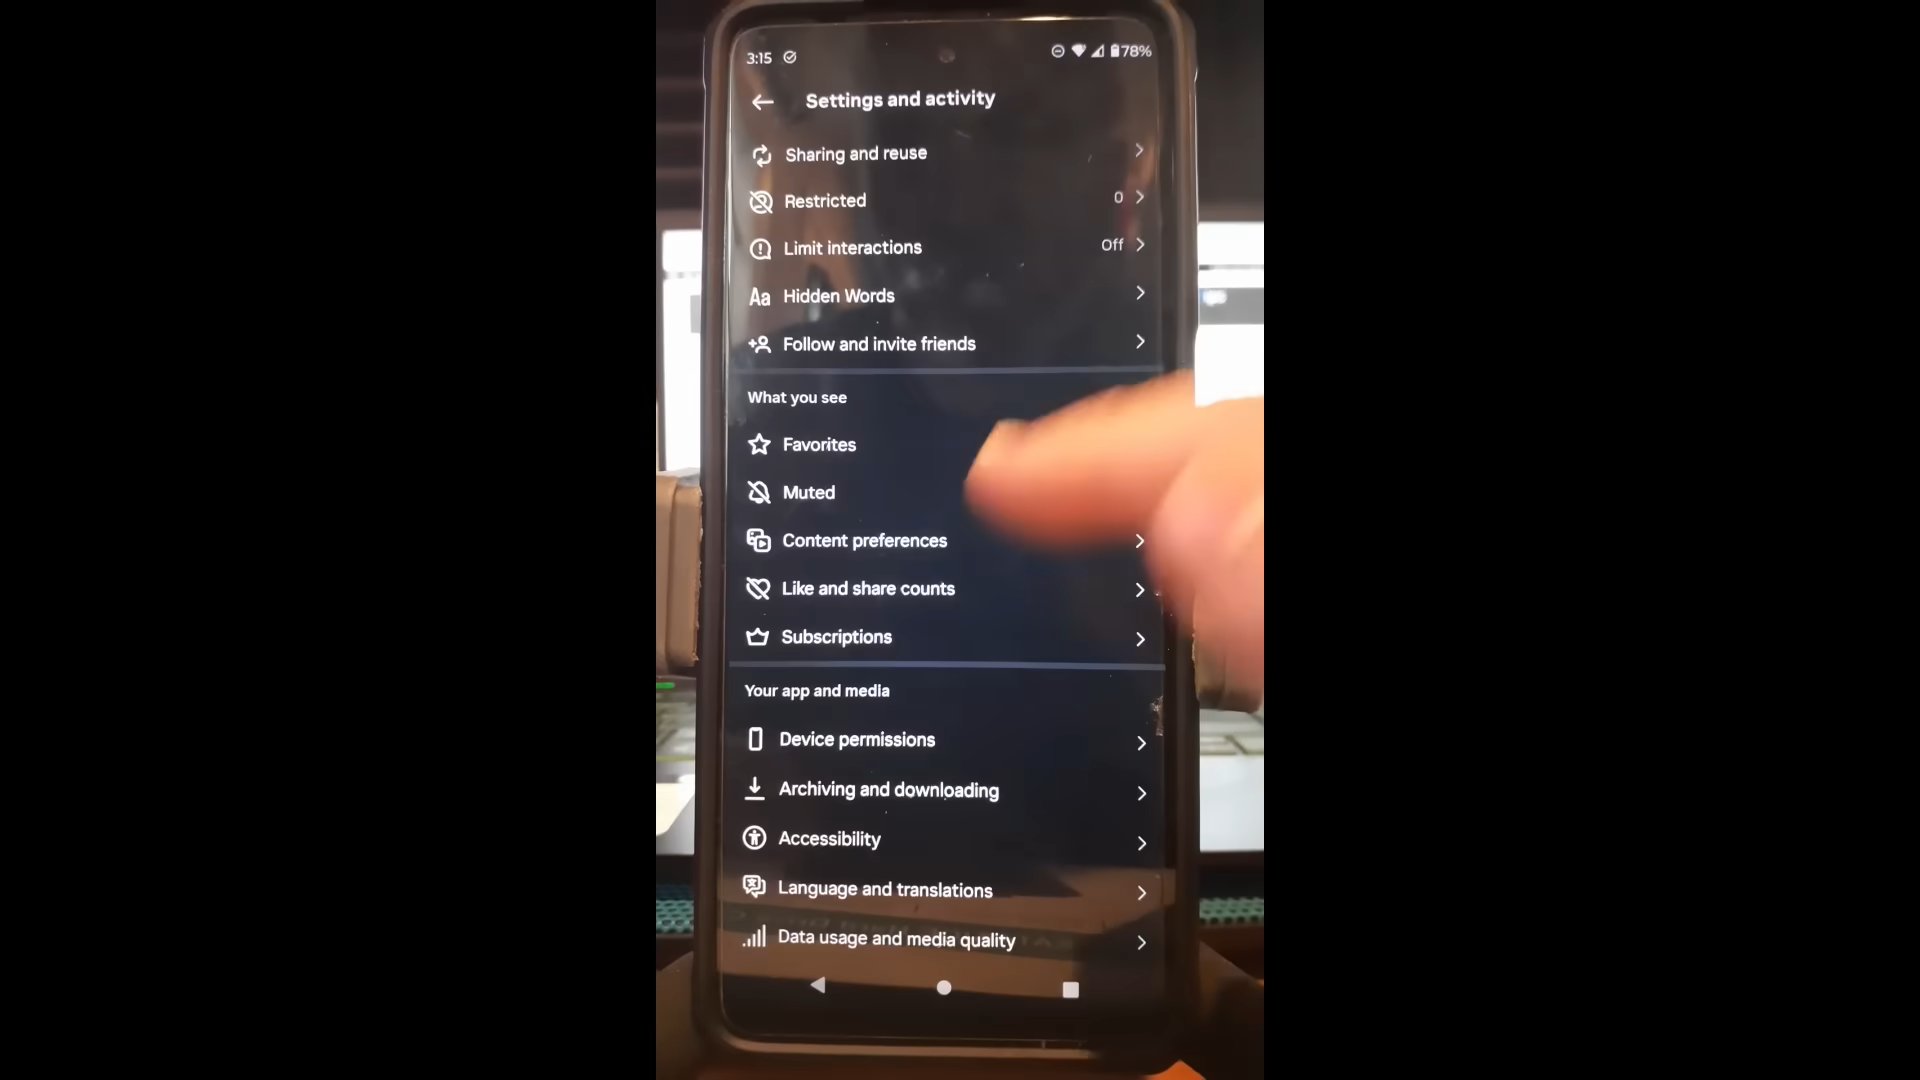 3:15 78%
Settings and activity
Sharing and reuse
Restricted 0
Limit interactions Off
Aa Hidden Words
Follow and invite friends
What you see
Favorites
Muted
Content preferences
Like and share counts
Subscriptions
Your app and media
Device permissions
Archiving and downloading
Accessibility
Language and translations
Data usage and media quality